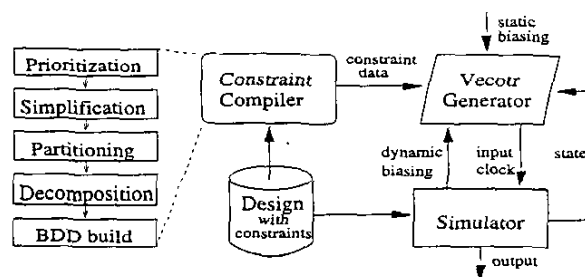 Prioritization
Simplification
Partitioning
Decomposition
BDD build
Constraint
Compiler
Design
with
constraints
constraint
data
static
biasing
Vecotr
Generator
dynamic
biasing
input
clock
state
Simulator
output